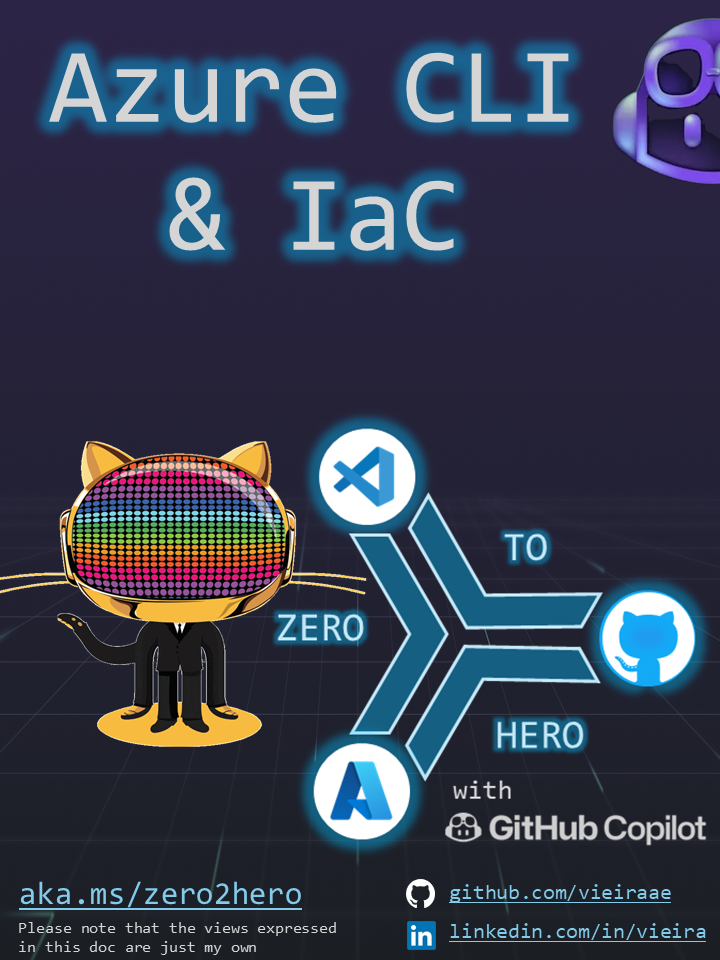 Azure CLI
& IaC
TO
ZERO
HERO
with
GitHub Copilot
aka.ms/zero2hero
Please note that the views expressed
in this doc are just my own
github.com/vieiraae
linkedin.com/in/vieira